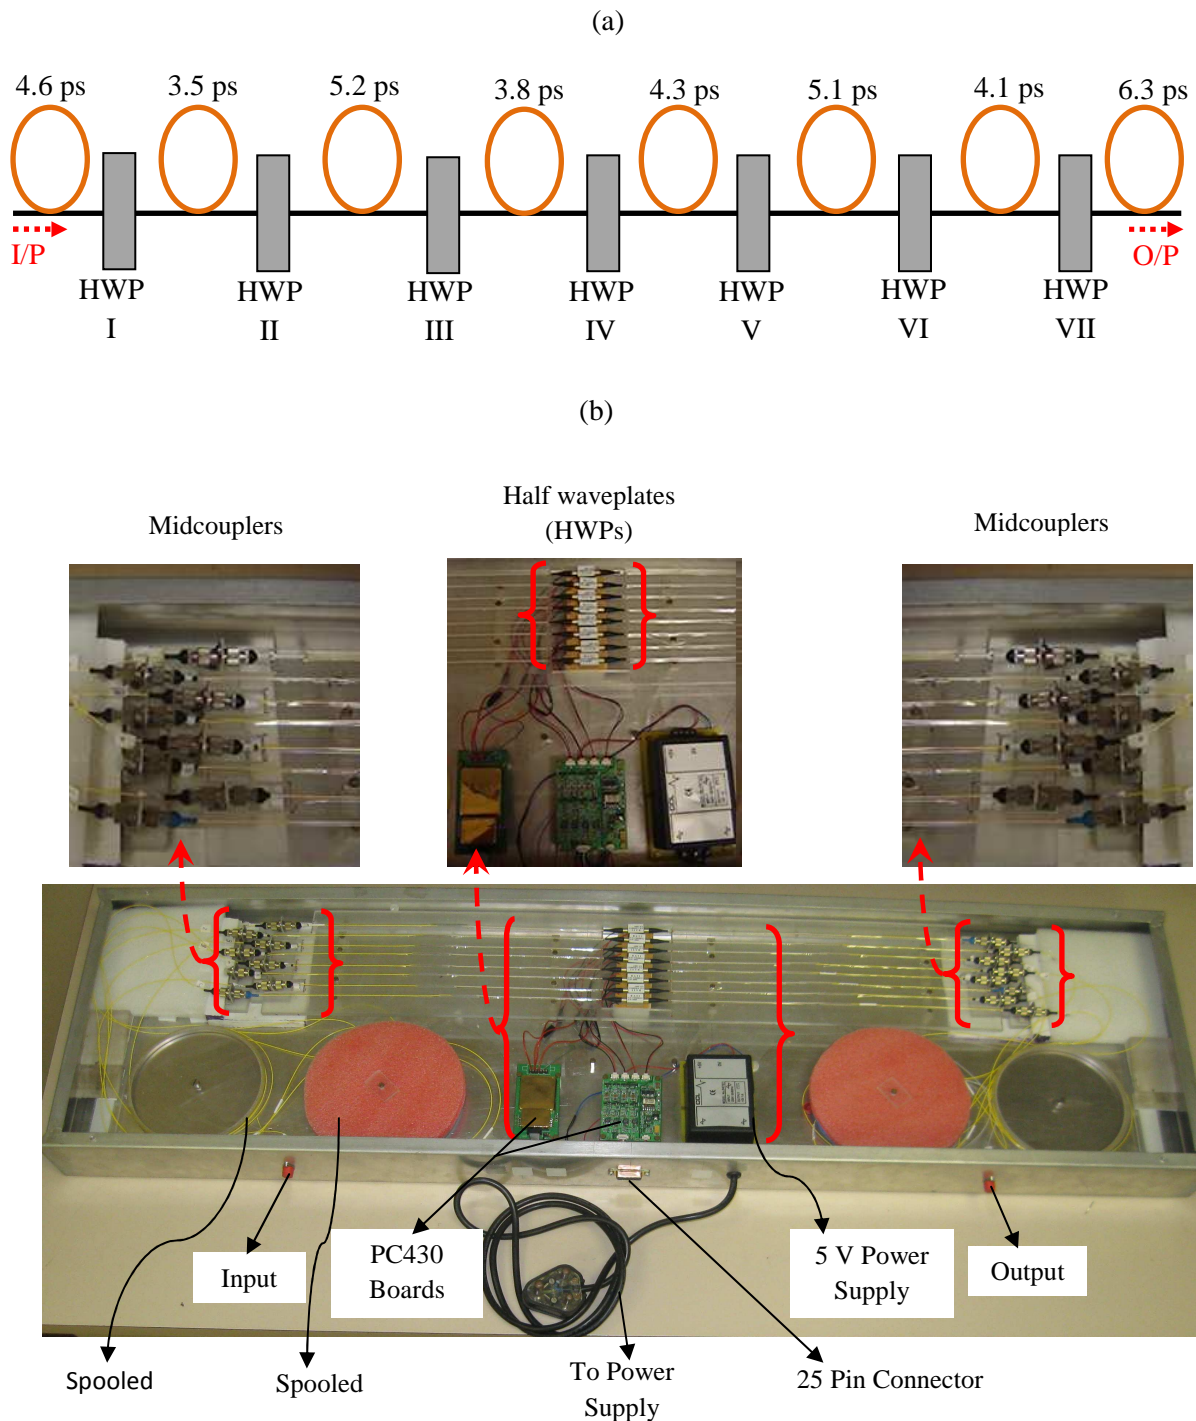 (a)
4.6 ps 3.5 ps 5.2 ps 3.8 ps 4.3 ps 5.1 ps 4.1 ps 6.3 ps
I/P O/P
HWP HWP HWP HWP HWP HWP HWP
I II III IV V VI VII
(b)
Half waveplates
(HWPs)
Midcouplers
Midcouplers
Input
PC430
Boards
5 V Power
Supply
Output
Spooled
Spooled
To Power
Supply
25 Pin Connector